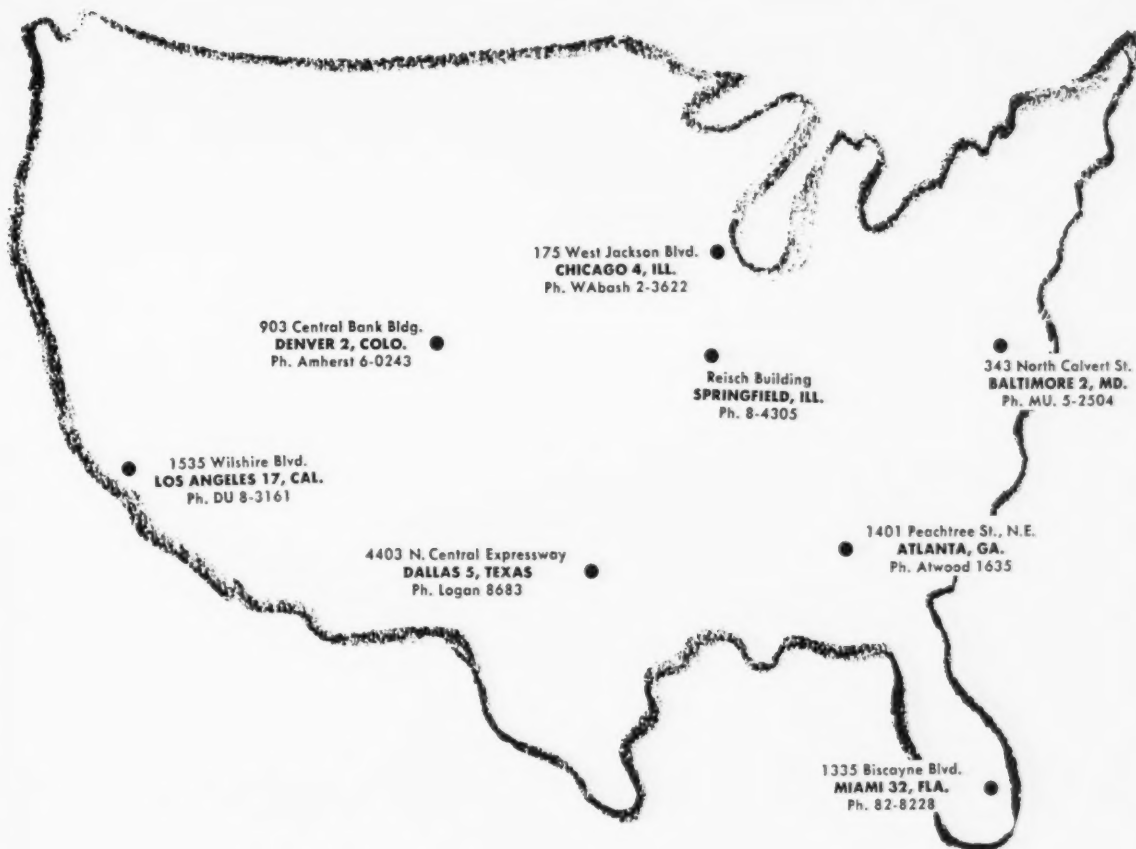 175 West Jackson Blvd.
CHICAGO 4, ILL.
Ph. WAbash 2-3622
903 Central Bank Bldg.
DENVER 2, COLO.
Ph. Amherst 6-0243
Reisch Building
SPRINGFIELD, ILL.
Ph. 8-4305
343 North Calvert St.
BALTIMORE 2, MD.
Ph. MU. 5-2504
1535 Wilshire Blvd.
LOS ANGELES 17, CAL.
Ph. DU 8-3161
1401 Peachtree St., N.E.
ATLANTA, GA.
Ph. Atwood 1635
4403 N. Central Expressway
DALLAS 5, TEXAS
Ph. Logan 8683
1335 Biscayne Blvd.
MIAMI 32, FLA.
Ph. 82-8228